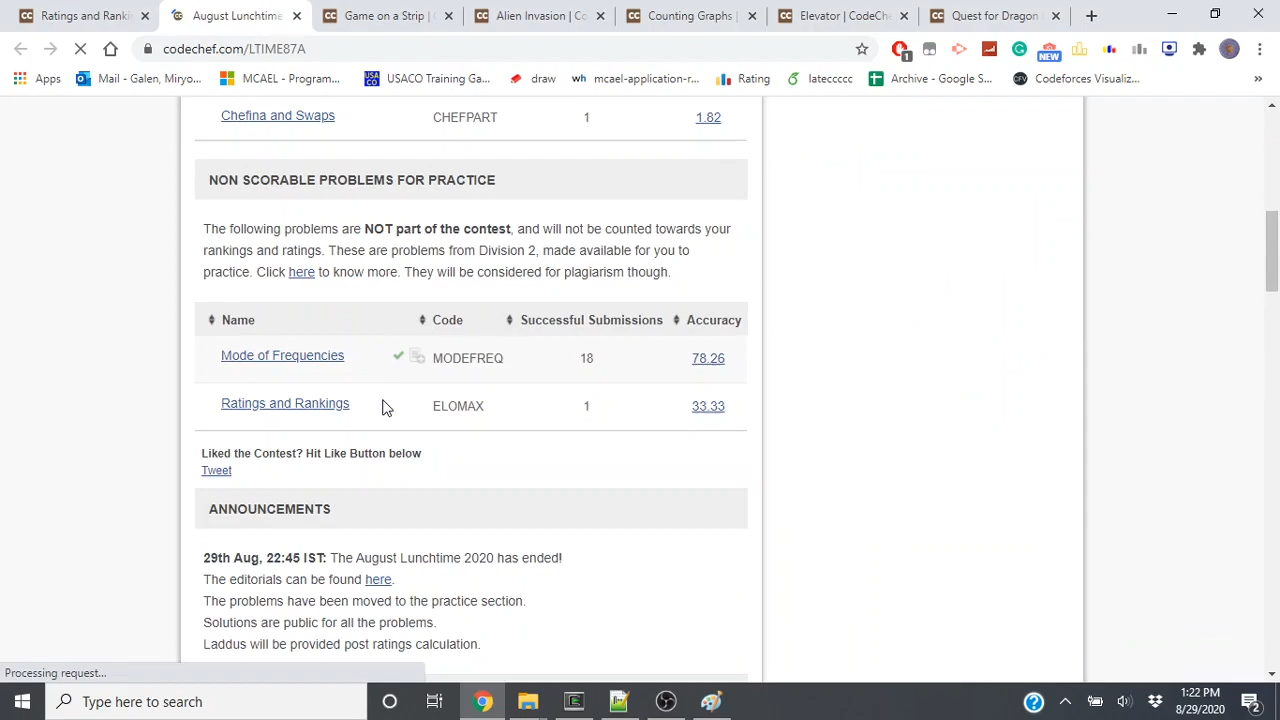 Ratings and Rankin
August Lunchtime
Game on a Strip | C
Alien Invasion | Co
Counting Graphs |
Elevator | CodeChe
Quest for Dragon
codechef.com/LTIME87A
1
NEW
Apps
Mail - Galen, Miryo...
MCAEL - Program...
USACO Training Ga...
draw
mcael-application-r...
Rating
lateccccc
Archive - Google S...
Codeforces Visualiz...
»
Chefina and Swaps CHEFPART 1 1.82
NON SCORABLE PROBLEMS FOR PRACTICE
The following problems are NOT part of the contest, and will not be counted towards your
rankings and ratings. These are problems from Division 2, made available for you to
practice. Click here to know more. They will be considered for plagiarism though.
Name Code Successful Submissions Accuracy
Mode of Frequencies MODEFREQ 18 78.26
Ratings and Rankings ELOMAX 1 33.33
Liked the Contest? Hit Like Button below
Tweet
ANNOUNCEMENTS
29th Aug, 22:45 IST: The August Lunchtime 2020 has ended!
The editorials can be found here.
The problems have been moved to the practice section.
Solutions are public for all the problems.
Laddus will be provided post ratings calculation.
Processing request...
Type here to search
1:22 PM
8/29/2020
2